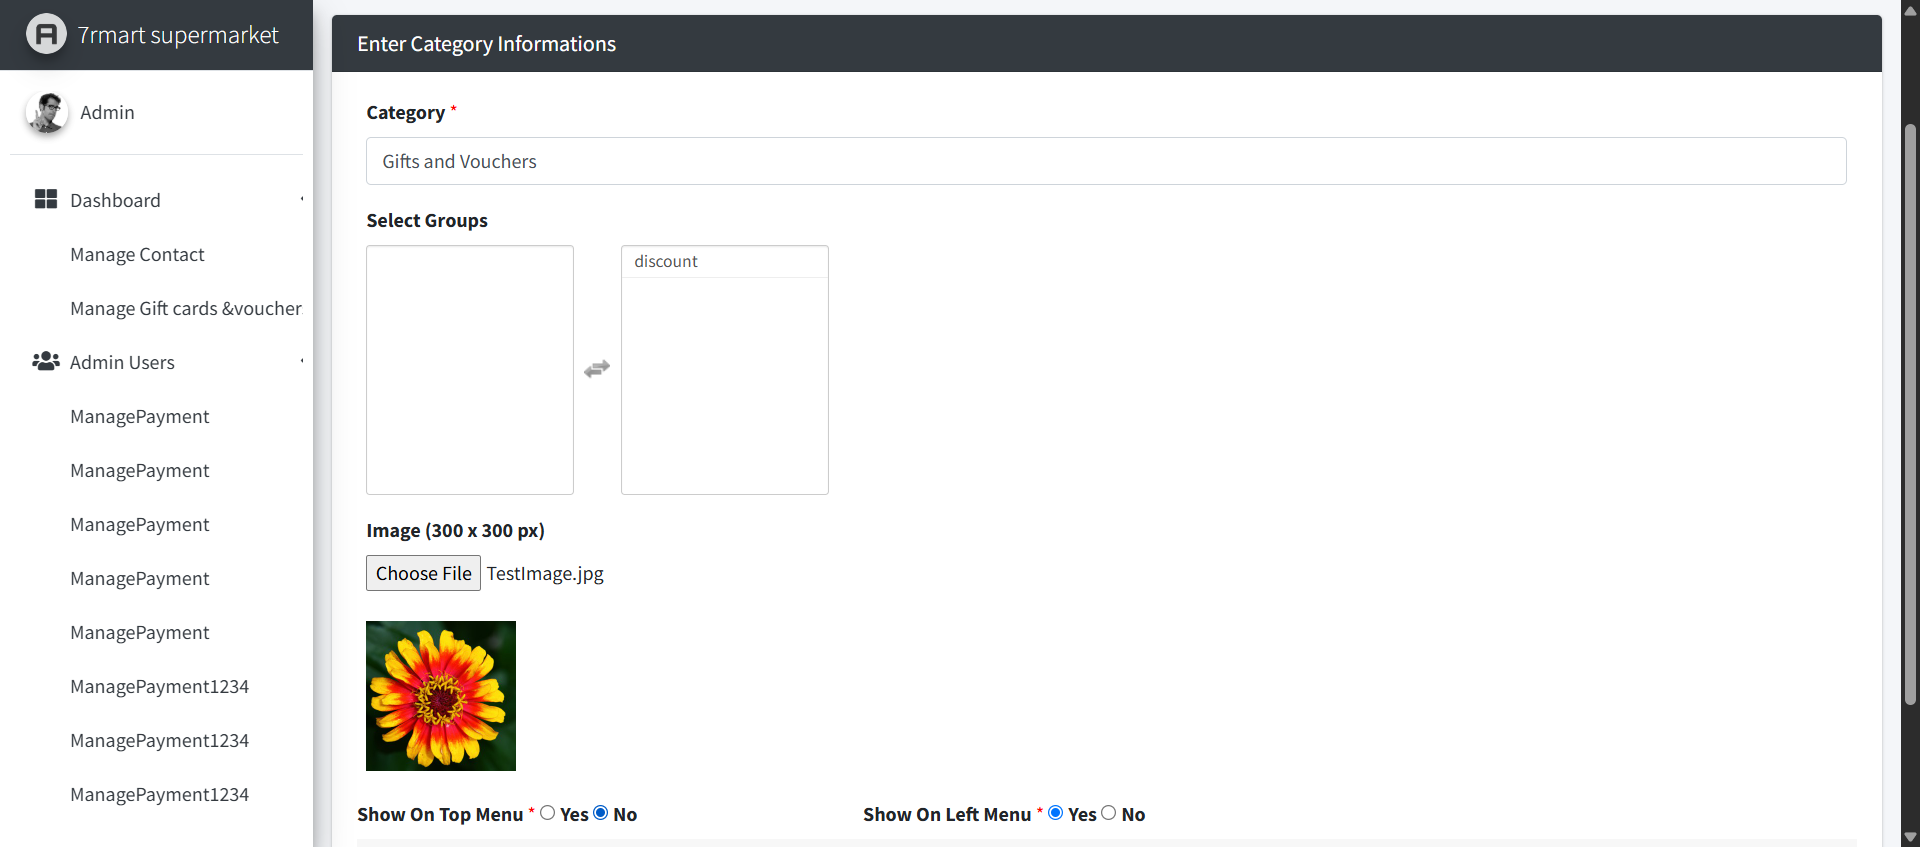 7rmart supermarket
Admin
Dashboard
Manage Contact
Manage Gift cards &voucher
Admin Users
ManagePayment
ManagePayment
ManagePayment
ManagePayment
ManagePayment
ManagePayment1234
ManagePayment1234
ManagePayment1234
Enter Category Informations
Category *
Gifts and Vouchers
Select Groups
discount
Image (300 x 300 px)
Choose File TestImage.jpg
Show On Top Menu * Yes No
Show On Left Menu * Yes No